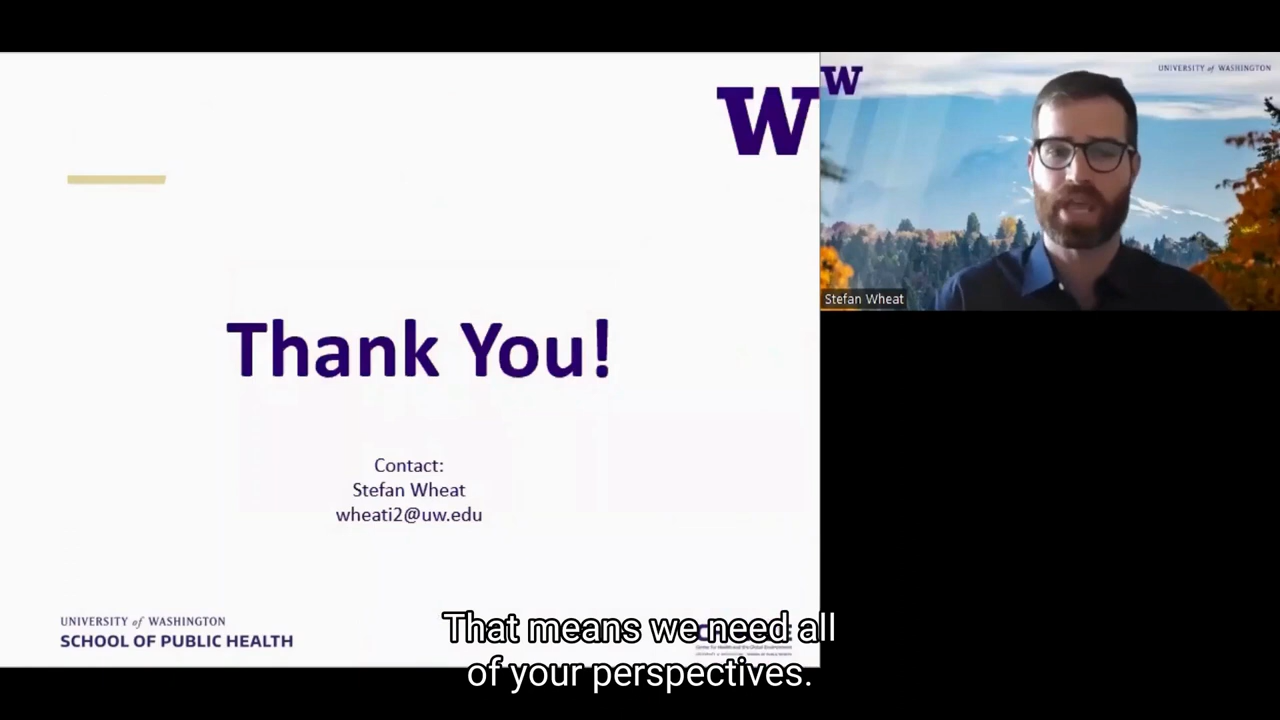 W
Thank You!
Contact:
Stefan Wheat
wheati2@uw.edu
UNIVERSITY of WASHINGTON
SCHOOL OF PUBLIC HEALTH
W
UNIVERSITY of WASHINGTON
Stefan Wheat
That means we need all
of your perspectives.